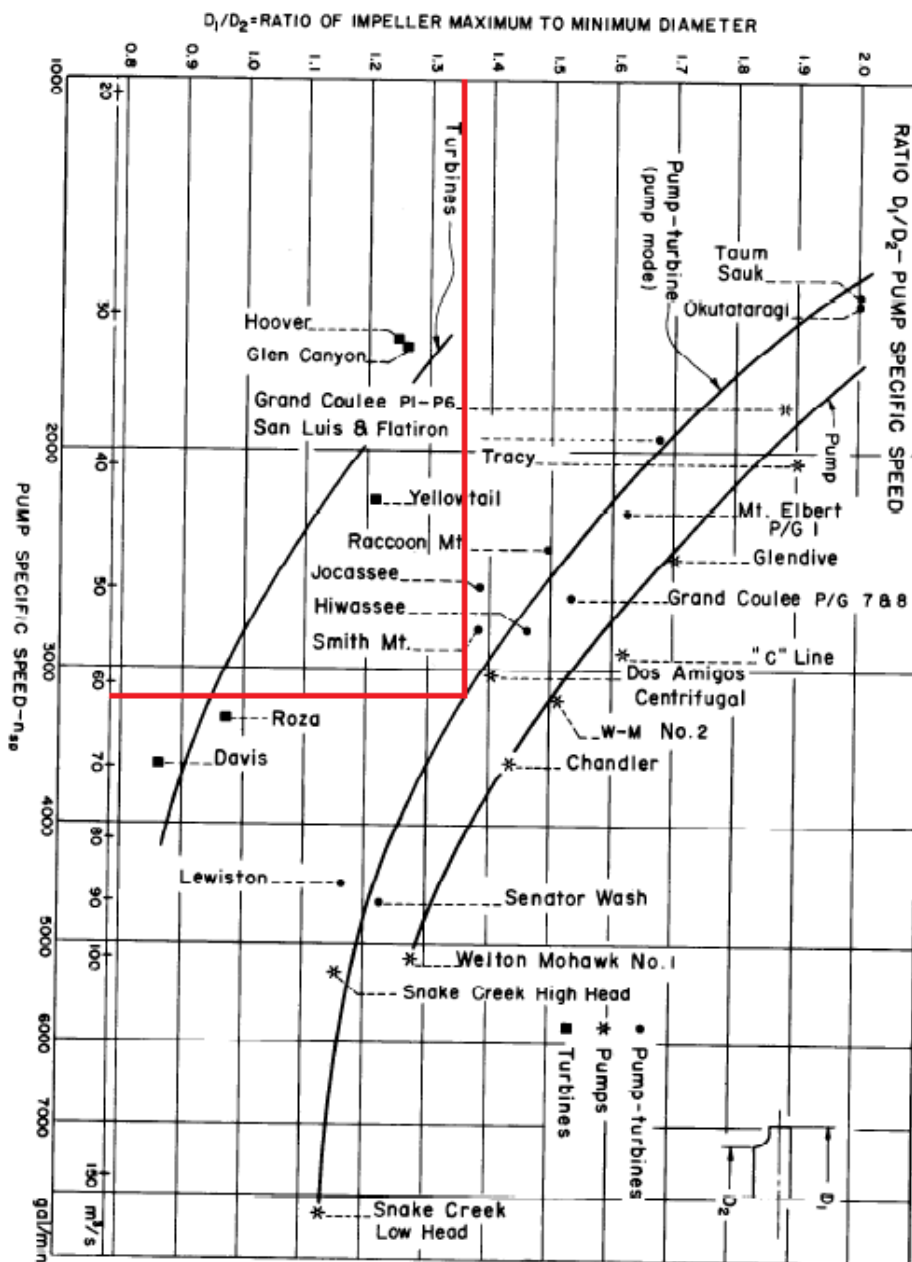 D₁/D₂=RATIO OF IMPELLER MAXIMUM TO MINIMUM DIAMETER
0.8
0.9
1.0
1.1
1.2
1.3
1.4
1.5
1.6
1.7
1.8
1.9
2.0
RATIO D₁/D₂- PUMP SPECIFIC SPEED
1000
2000
3000
4000
5000
6000
7000
gal/min
20
30
40
50
60
70
80
90
100
150
m³/s
PUMP SPECIFIC SPEED-nsp
Turbines
Pump-turbine
(pump mode)
Pump
Taum
Sauk
Okutataragi
Hoover
Glen Canyon
Grand Coulee P1-P6
San Luis & Flatiron
Tracy
Yellowtail
Mt. Elbert
P/G 1
Raccoon Mt.
Glendive
Jocassee
Grand Coulee P/G 7&8
Hiwassee
Smith Mt.
"C" Line
Dos Amigos
Centrifugal
Roza
W-M No.2
Davis
Chandler
Lewiston
Senator Wash
Welton Mohawk No.1
Snake Creek High Head
Pump-turbines
Pumps
Turbines
D₁
D₂
Snake Creek
Low Head